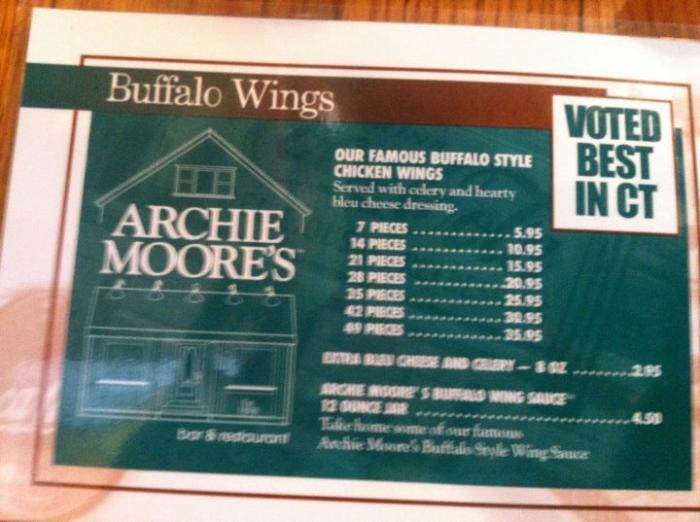 Buffalo Wings
VOTED
BEST
IN CT
ARCHIE
MOORE'S™
Bar & restaurant
OUR FAMOUS BUFFALO STYLE
CHICKEN WINGS
Served with celery and hearty
bleu cheese dressing.
7 PIECES ................ 5.95
14 PIECES ................ 10.95
21 PIECES ................ 15.95
28 PIECES ................ 20.95
35 PIECES ................ 25.95
42 PIECES ................ 30.95
49 PIECES ................ 35.95
EXTRA BLEU CHEESE AND CELERY — 8 OZ .......... 2.95
ARCHIE MOORE'S BUFFALO WING SAUCE™
12 OUNCE JAR ........................................ 4.50
Take home some of our famous
Archie Moore's Buffalo Style Wing Sauce